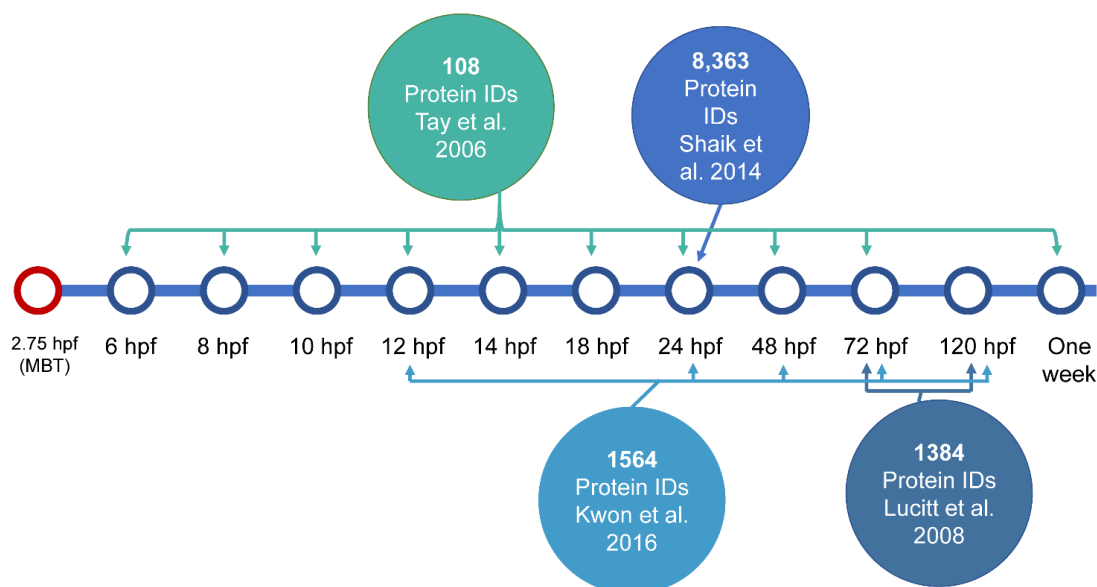 108
Protein IDs
Tay et al.
2006
8,363
Protein
IDs
Shaik et
al. 2014
2.75 hpf
(MBT)
6 hpf
8 hpf
10 hpf
12 hpf
14 hpf
18 hpf
24 hpf
48 hpf
72 hpf
120 hpf
One
week
1564
Protein IDs
Kwon et al.
2016
1384
Protein IDs
Lucitt et al.
2008